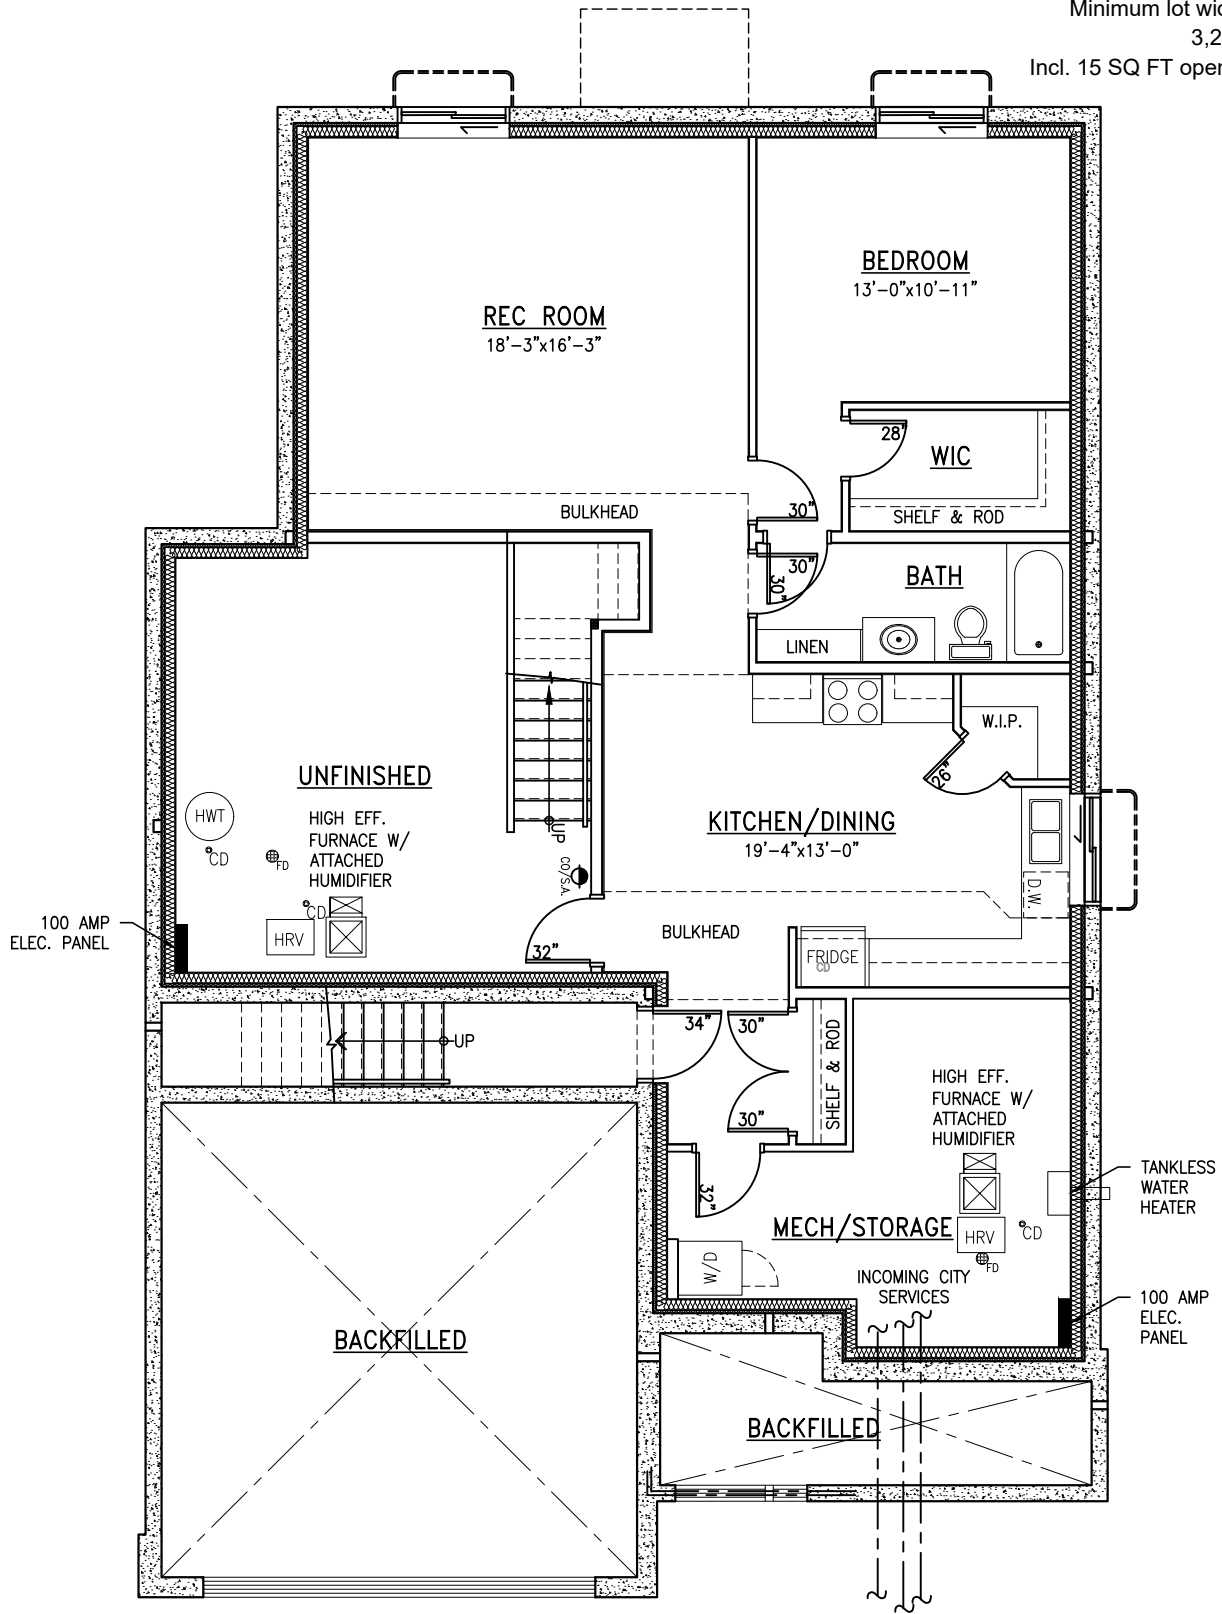 Minimum lot wid
3,2
Incl. 15 SQ FT oper
BEDROOM
13'-0"x10'-11"
REC ROOM
18'-3"x16'-3"
28"
WIC
BULKHEAD
30"
SHELF & ROD
30"
30"
BATH
LINEN
W.I.P.
26"
UNFINISHED
HWT
CD
FD
HIGH EFF.
FURNACE W/
ATTACHED
HUMIDIFIER
UP
CO/S.A.
KITCHEN/DINING
19'-4"x13'-0"
D.W.
CD
HRV
100 AMP
ELEC. PANEL
32"
BULKHEAD
FRIDGE
CD
UP
34"
30"
SHELF & ROD
30"
HIGH EFF.
FURNACE W/
ATTACHED
HUMIDIFIER
TANKLESS
WATER
HEATER
32"
MECH/STORAGE
HRV
CD
FD
W/D
INCOMING CITY
SERVICES
100 AMP
ELEC.
PANEL
BACKFILLED
BACKFILLED